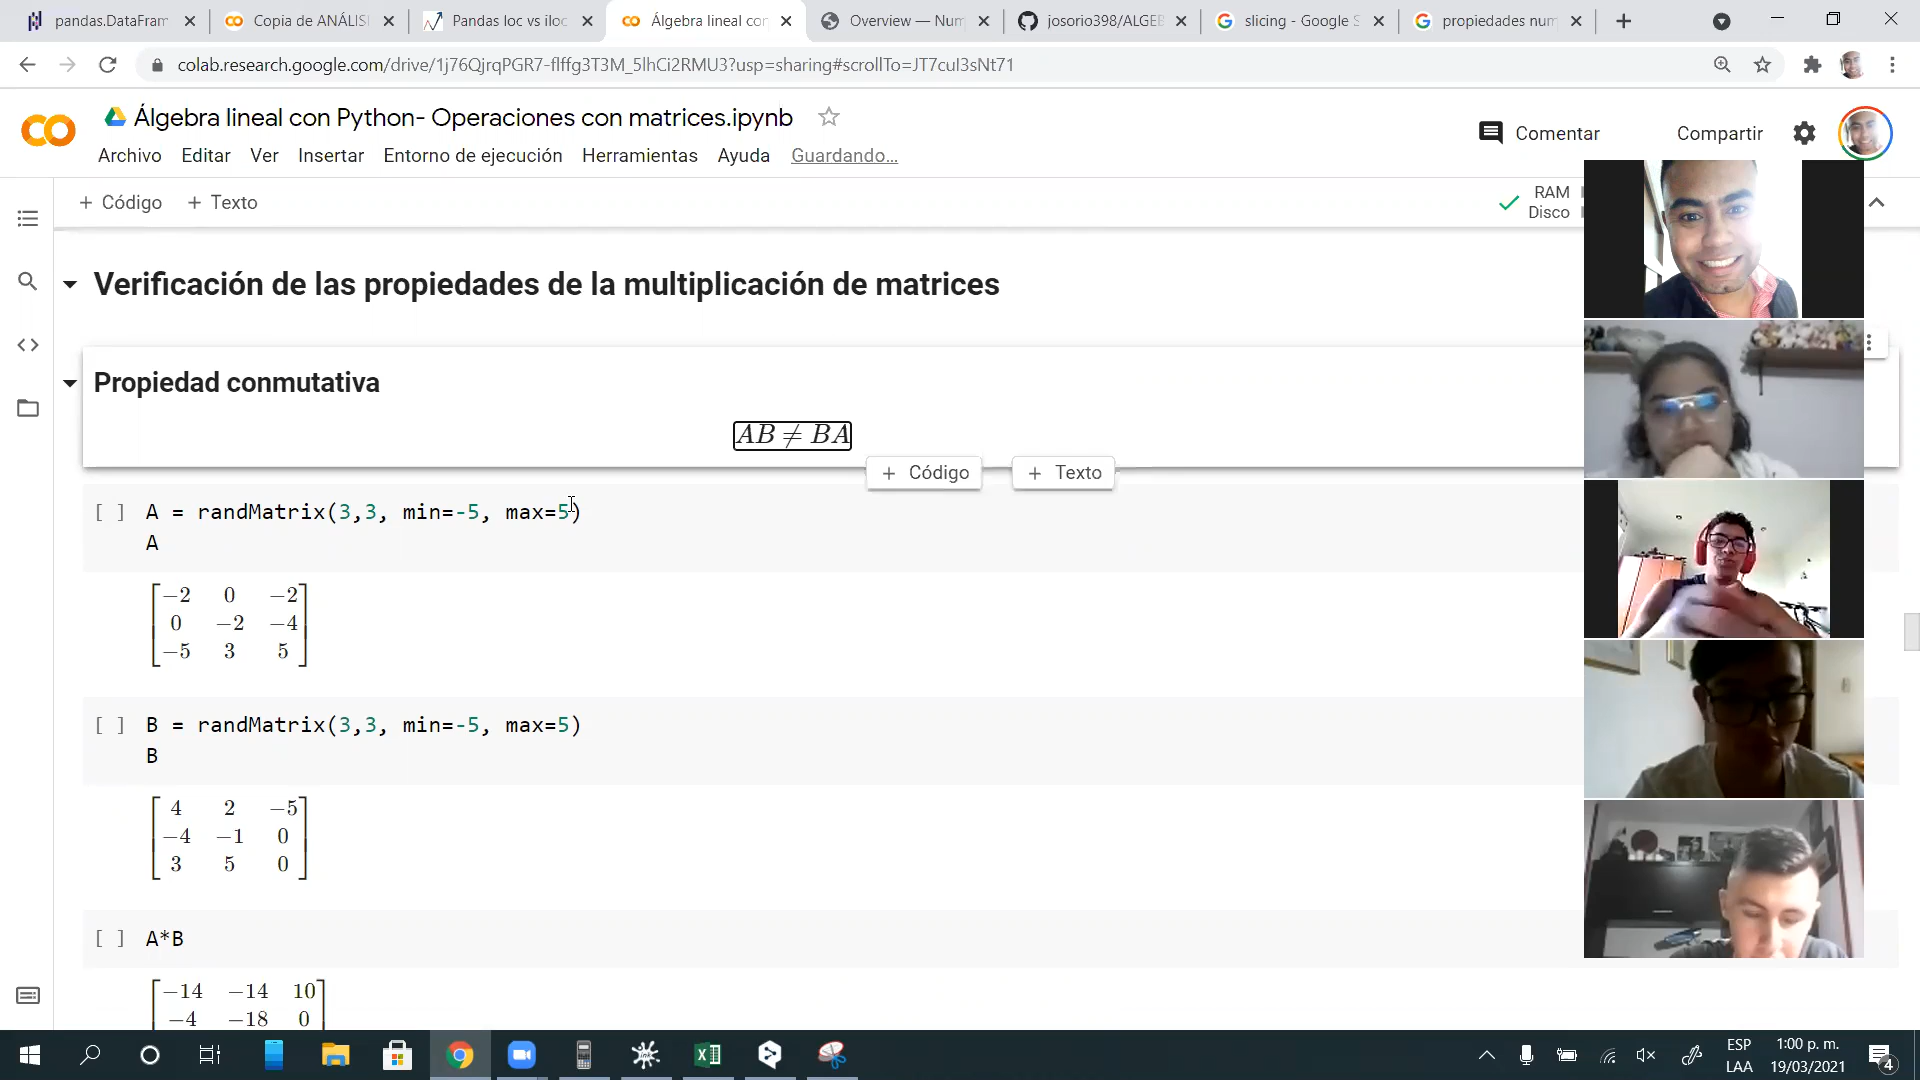 pandas.DataFram
Copia de ANÁLISI
Pandas loc vs iloc
Álgebra lineal con
Overview — Num
josorio398/ALGEB
slicing - Google S
propiedades num
colab.research.google.com/drive/1j76QjrqPGR7-flffg3T3M_5lhCi2RMU3?usp=sharing#scrollTo=JT7cul3sNt71
Álgebra lineal con Python- Operaciones con matrices.ipynb
Comentar
Compartir
Archivo Editar Ver Insertar Entorno de ejecución Herramientas Ayuda Guardando...
+ Código + Texto
RAM
Disco
Verificación de las propiedades de la multiplicación de matrices
Propiedad conmutativa
AB ≠ BA
+ Código + Texto
[ ] A = randMatrix(3,3, min=-5, max=5)
A
−2 0 −2
0 −2 −4
−5 3 5
[ ] B = randMatrix(3,3, min=-5, max=5)
B
4 2 −5
−4 −1 0
3 5 0
[ ] A*B
−14 −14 10
−4 −18 0
ESP
LAA
1:00 p. m.
19/03/2021
4